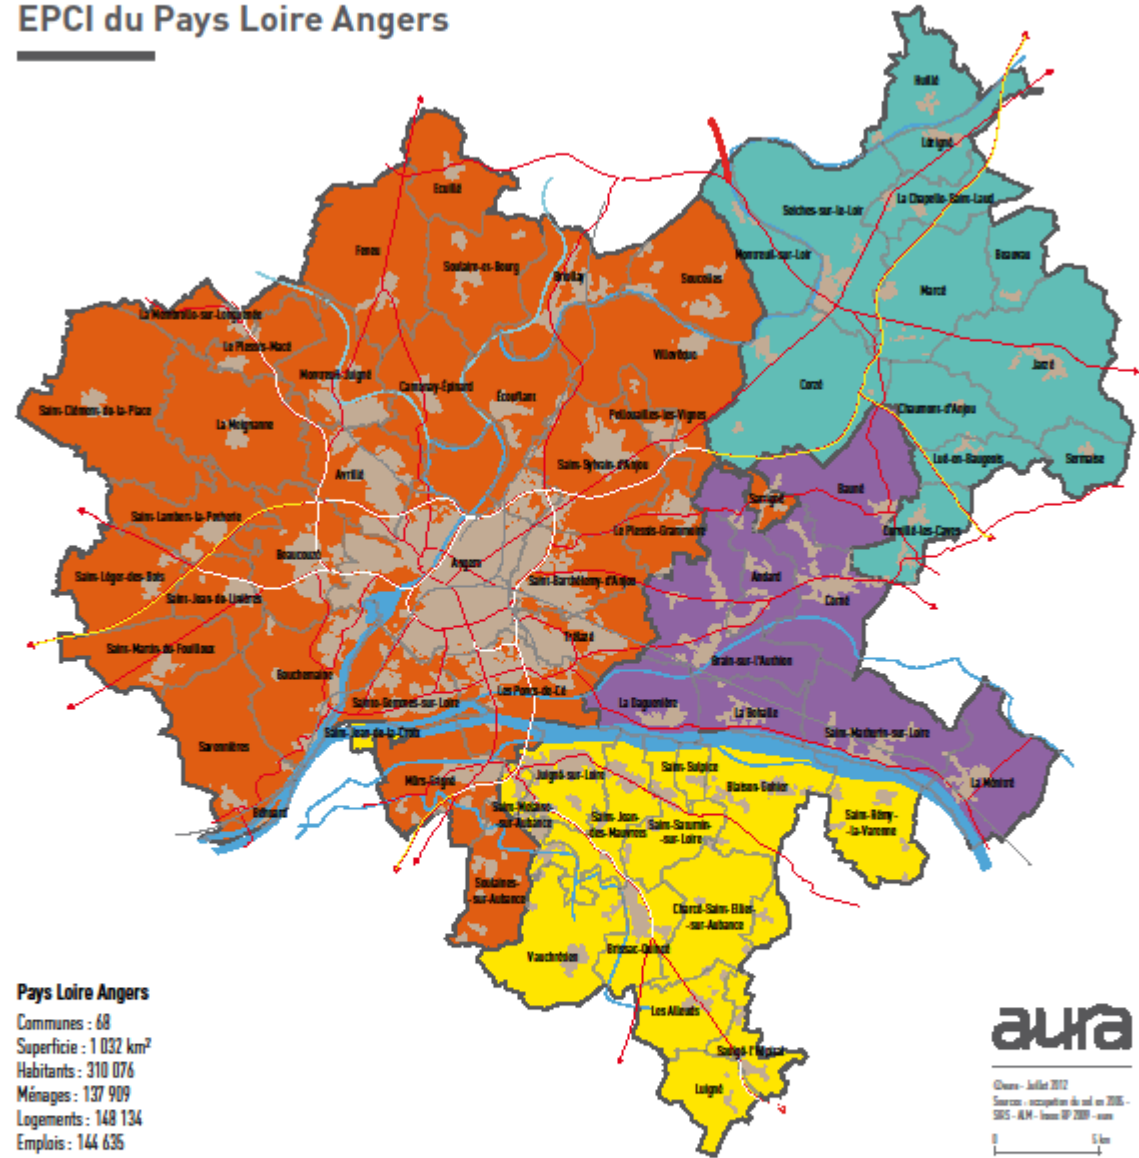 EPCI du Pays Loire Angers
Huillé
Lézigné
La Chapelle-Saint-Laud
Seiches-sur-le-Loir
Ecuillé
Feneu
Soulaire-et-Bourg
Briollay
Soucelles
Montreuil-sur-Loir
Beauvau
Marcé
La Membrolle-sur-Longuenée
Le Plessis-Macé
Villevêque
Jarzé
Montreuil-Juigné
Cantenay-Épinard
Écouflant
Corzé
Chaumont-d'Anjou
Saint-Clément-de-la-Place
La Meignanne
Pellouailles-les-Vignes
Avrillé
Saint-Sylvain-d'Anjou
Lué-en-Baugeois
Sermaise
Sarrigné
Bauné
Saint-Lambert-la-Potherie
Le Plessis-Grammoire
Cornillé-les-Caves
Beaucouzé
Angers
Saint-Léger-des-Bois
Saint-Barthélemy-d'Anjou
Andard
Saint-Jean-de-Linières
Corné
Trélazé
Saint-Martin-du-Fouilloux
Brain-sur-l'Authion
Bouchemaine
Les Ponts-de-Cé
Sainte-Gemmes-sur-Loire
La Daguenière
La Bohalle
Saint-Jean-de-la-Croix
Saint-Mathurin-sur-Loire
Savennières
Mûrs-Erigné
Juigné-sur-Loire
Saint-Sulpice
Blaison-Gohier
La Ménitré
Béhuard
Saint-Melaine-
-sur-Aubance
Saint-Jean-
-des-Mauvrets
Saint-Saturnin-
-sur-Loire
Saint-Rémy-
-la-Varenne
Soulaines-
-sur-Aubance
Charcé-Saint-Ellier-
-sur-Aubance
Vauchrétien
Brissac-Quincé
Les Alleuds
Saulgé-l'Hôpital
Luigné
Pays Loire Angers
Communes : 68
Superficie : 1 032 km²
Habitants : 310 076
Ménages : 137 909
Logements : 148 134
Emplois : 144 635
aura
©aura - Juillet 2012
0 5 km